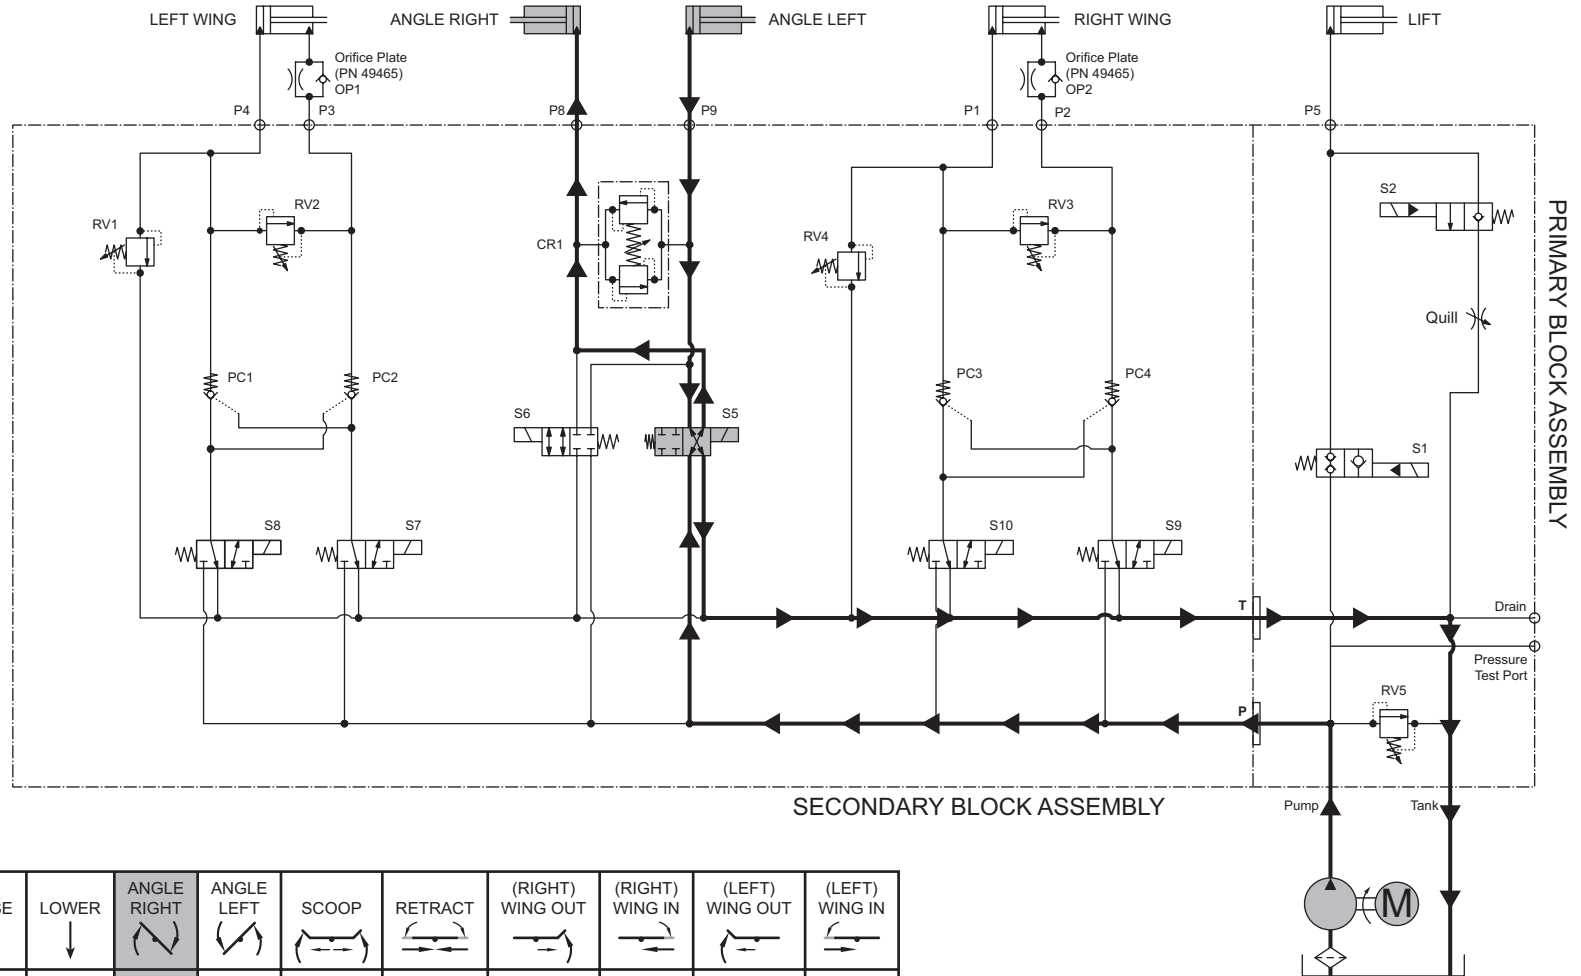 LEFT WING
ANGLE RIGHT
ANGLE LEFT
RIGHT WING
LIFT
Orifice Plate
(PN 49465)
OP1
Orifice Plate
(PN 49465)
OP2
P4
P3
P8
P9
P1
P2
P5
RV1
RV2
CR1
RV4
RV3
S2
Quill
PC1
PC2
PC3
PC4
S6
S5
S1
S8
S7
S10
S9
T
Drain
Pressure
Test Port
P
RV5
PRIMARY BLOCK ASSEMBLY
SECONDARY BLOCK ASSEMBLY
Pump
Tank
M
SE
LOWER
ANGLE
RIGHT
ANGLE
LEFT
SCOOP
RETRACT
(RIGHT)
WING OUT
(RIGHT)
WING IN
(LEFT)
WING OUT
(LEFT)
WING IN